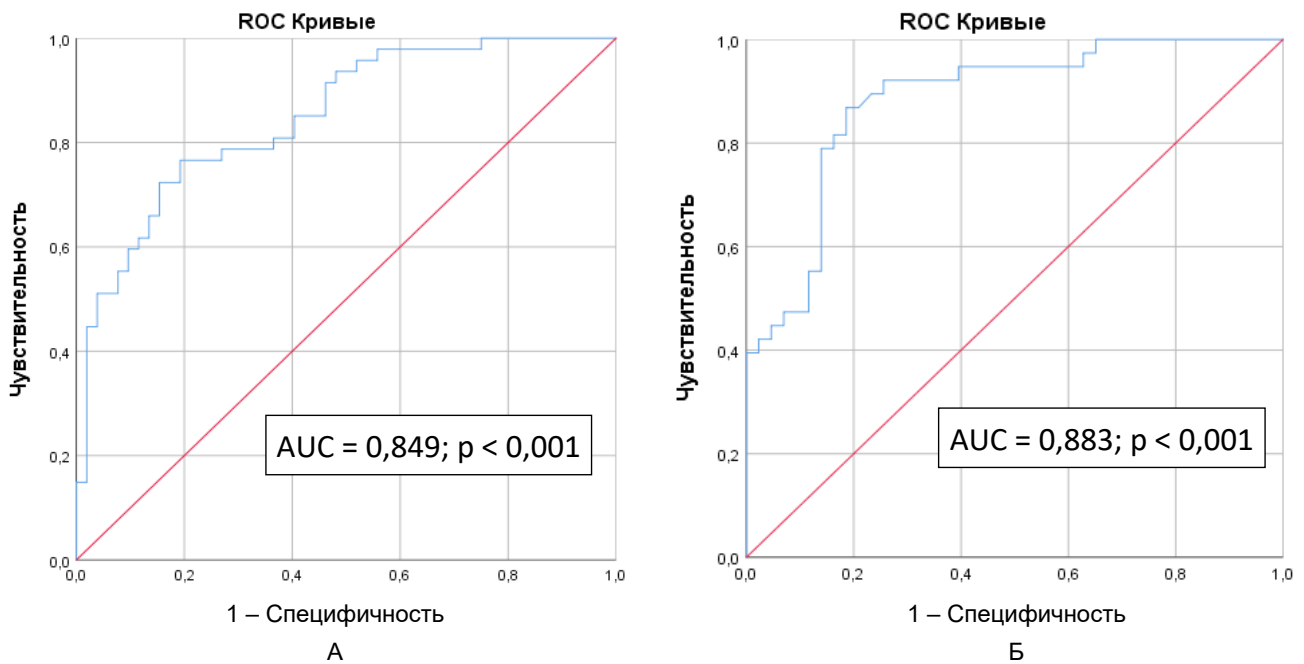 ROC Кривые
1,0
0,8
0,6
0,4
0,2
0,0
Чувствительность
AUC = 0,849; p < 0,001
0,0 0,2 0,4 0,6 0,8 1,0
1 – Специфичность
А
ROC Кривые
1,0
0,8
0,6
0,4
0,2
0,0
Чувствительность
AUC = 0,883; p < 0,001
0,0 0,2 0,4 0,6 0,8 1,0
1 – Специфичность
Б